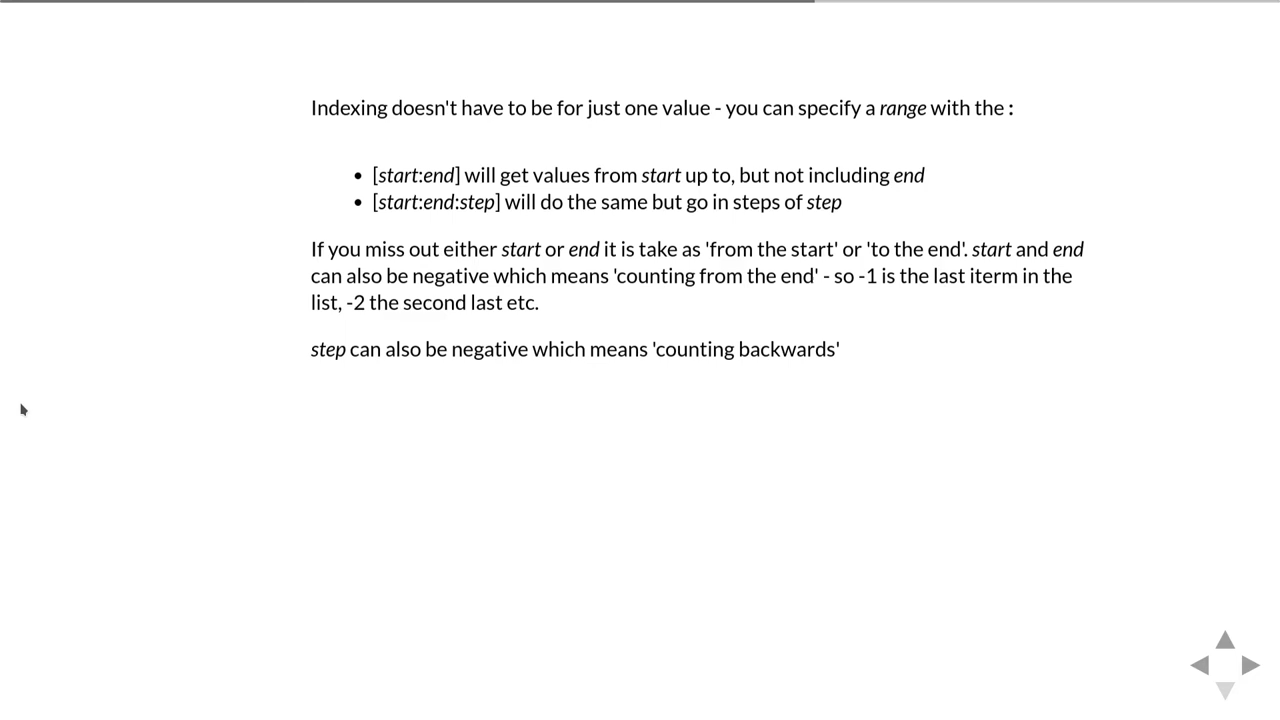 Indexing doesn't have to be for just one value - you can specify a range with the :
• [start:end] will get values from start up to, but not including end
• [start:end:step] will do the same but go in steps of step
If you miss out either start or end it is take as 'from the start' or 'to the end'. start and end
can also be negative which means 'counting from the end' - so -1 is the last iterm in the
list, -2 the second last etc.
step can also be negative which means 'counting backwards'